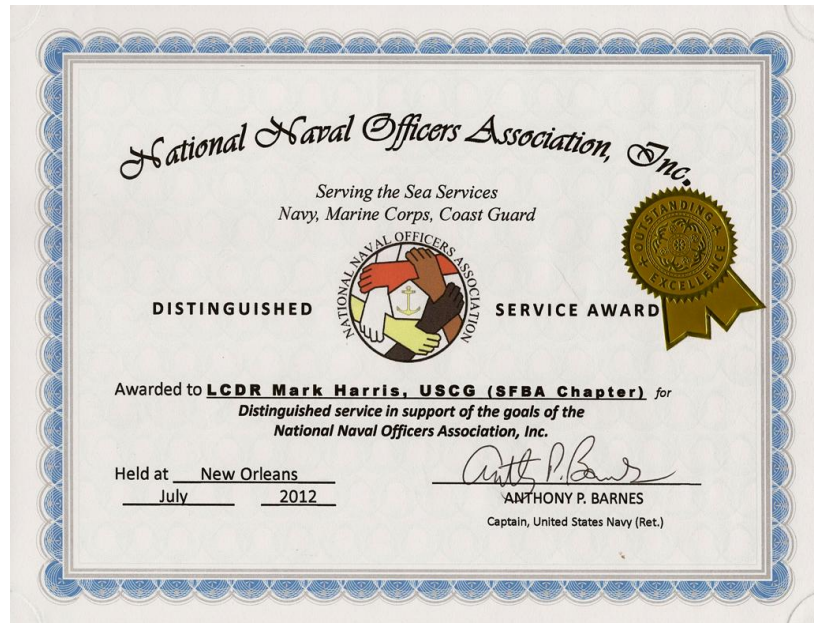 National Naval Officers Association, Inc.
Serving the Sea Services
Navy, Marine Corps, Coast Guard
NATIONAL NAVAL OFFICERS ASSOCIATION
OUTSTANDING
EXCELLENCE
DISTINGUISHED SERVICE AWARD
Awarded to LCDR Mark Harris, USCG (SFBA Chapter) for
Distinguished service in support of the goals of the
National Naval Officers Association, Inc.
Held at New Orleans
July 2012
Anthony P. Barnes
ANTHONY P. BARNES
Captain, United States Navy (Ret.)